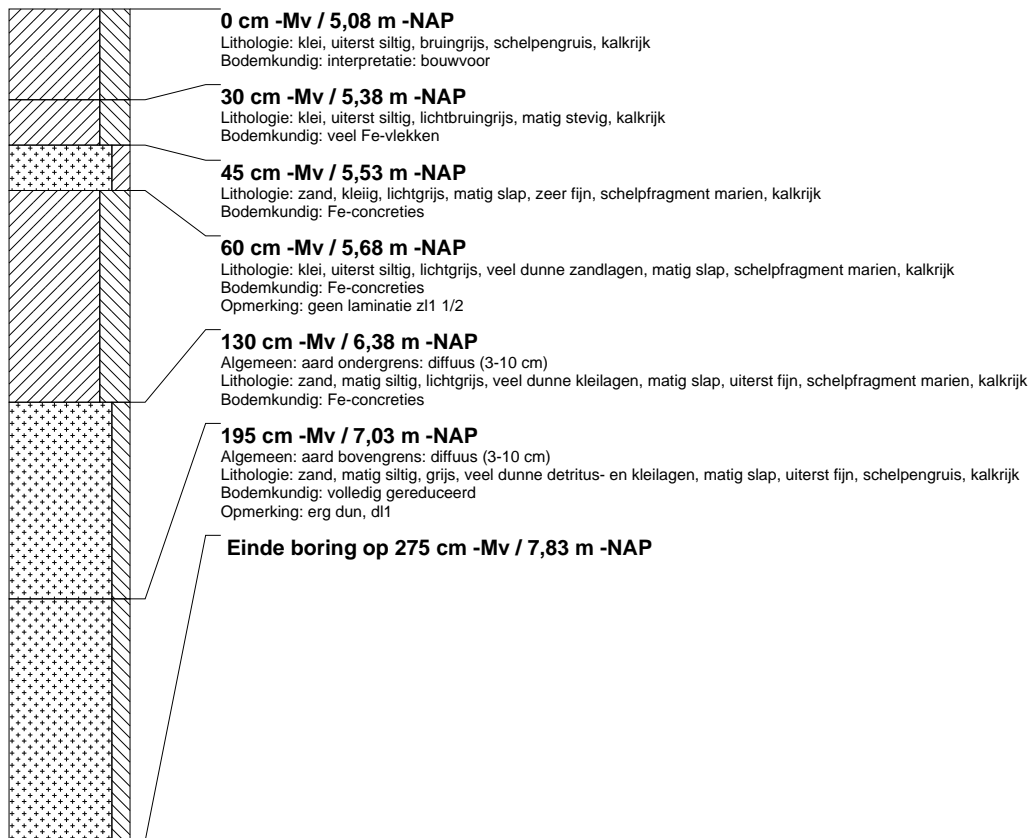 0 cm -Mv / 5,08 m -NAP
Lithologie: klei, uiterst siltig, bruingrijs, schelpengruis, kalkrijk
Bodemkundig: interpretatie: bouwvoor
30 cm -Mv / 5,38 m -NAP
Lithologie: klei, uiterst siltig, lichtbruingrijs, matig stevig, kalkrijk
Bodemkundig: veel Fe-vlekken
45 cm -Mv / 5,53 m -NAP
Lithologie: zand, kleiig, lichtgrijs, matig slap, zeer fijn, schelpfragment marien, kalkrijk
Bodemkundig: Fe-concreties
60 cm -Mv / 5,68 m -NAP
Lithologie: klei, uiterst siltig, lichtgrijs, veel dunne zandlagen, matig slap, schelpfragment marien, kalkrijk
Bodemkundig: Fe-concreties
Opmerking: geen laminatie zl1 1/2
130 cm -Mv / 6,38 m -NAP
Algemeen: aard ondergrens: diffuus (3-10 cm)
Lithologie: zand, matig siltig, lichtgrijs, veel dunne kleilagen, matig slap, uiterst fijn, schelpfragment marien, kalkrijk
Bodemkundig: Fe-concreties
195 cm -Mv / 7,03 m -NAP
Algemeen: aard bovengrens: diffuus (3-10 cm)
Lithologie: zand, matig siltig, grijs, veel dunne detritus- en kleilagen, matig slap, uiterst fijn, schelpengruis, kalkrijk
Bodemkundig: volledig gereduceerd
Opmerking: erg dun, dl1
Einde boring op 275 cm -Mv / 7,83 m -NAP